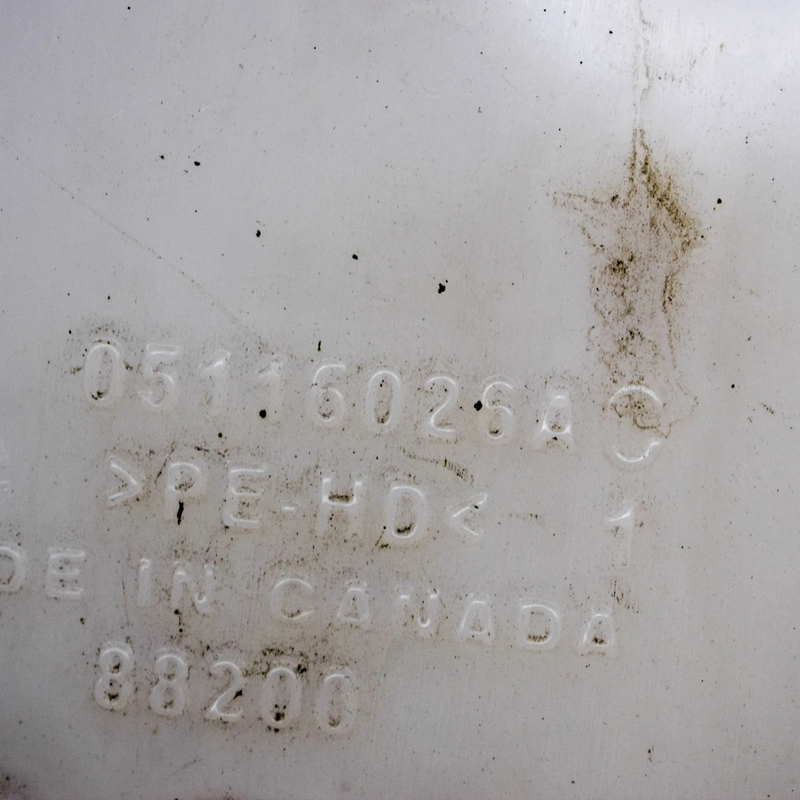 05116026AC
>PE-HD< 1
DE IN CANADA
88200